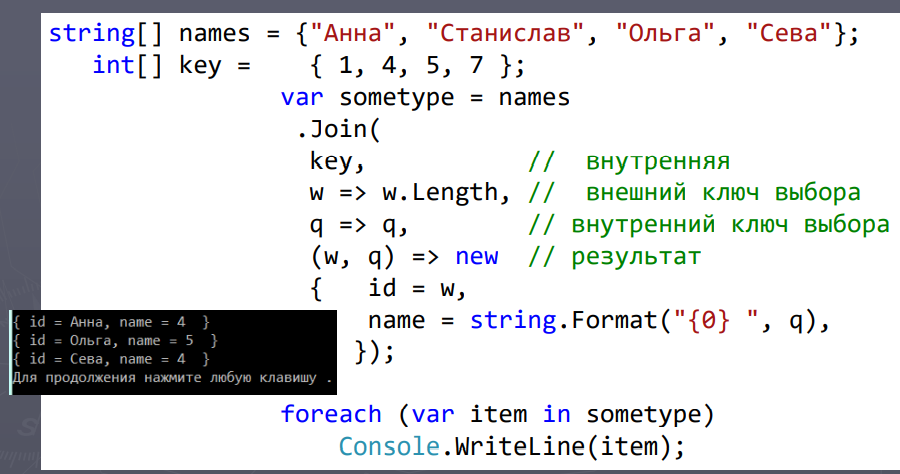 string[] names = {"Анна", "Станислав", "Ольга", "Сева"};
int[] key = { 1, 4, 5, 7 };
var sometype = names
.Join(
key, // внутренняя
w => w.Length, // внешний ключ выбора
q => q, // внутренний ключ выбора
(w, q) => new // результат
{ id = w,
name = string.Format("{0} ", q),
});
{ id = Анна, name = 4 }
{ id = Ольга, name = 5 }
{ id = Сева, name = 4 }
Для продолжения нажмите любую клавишу .
foreach (var item in sometype)
Console.WriteLine(item);